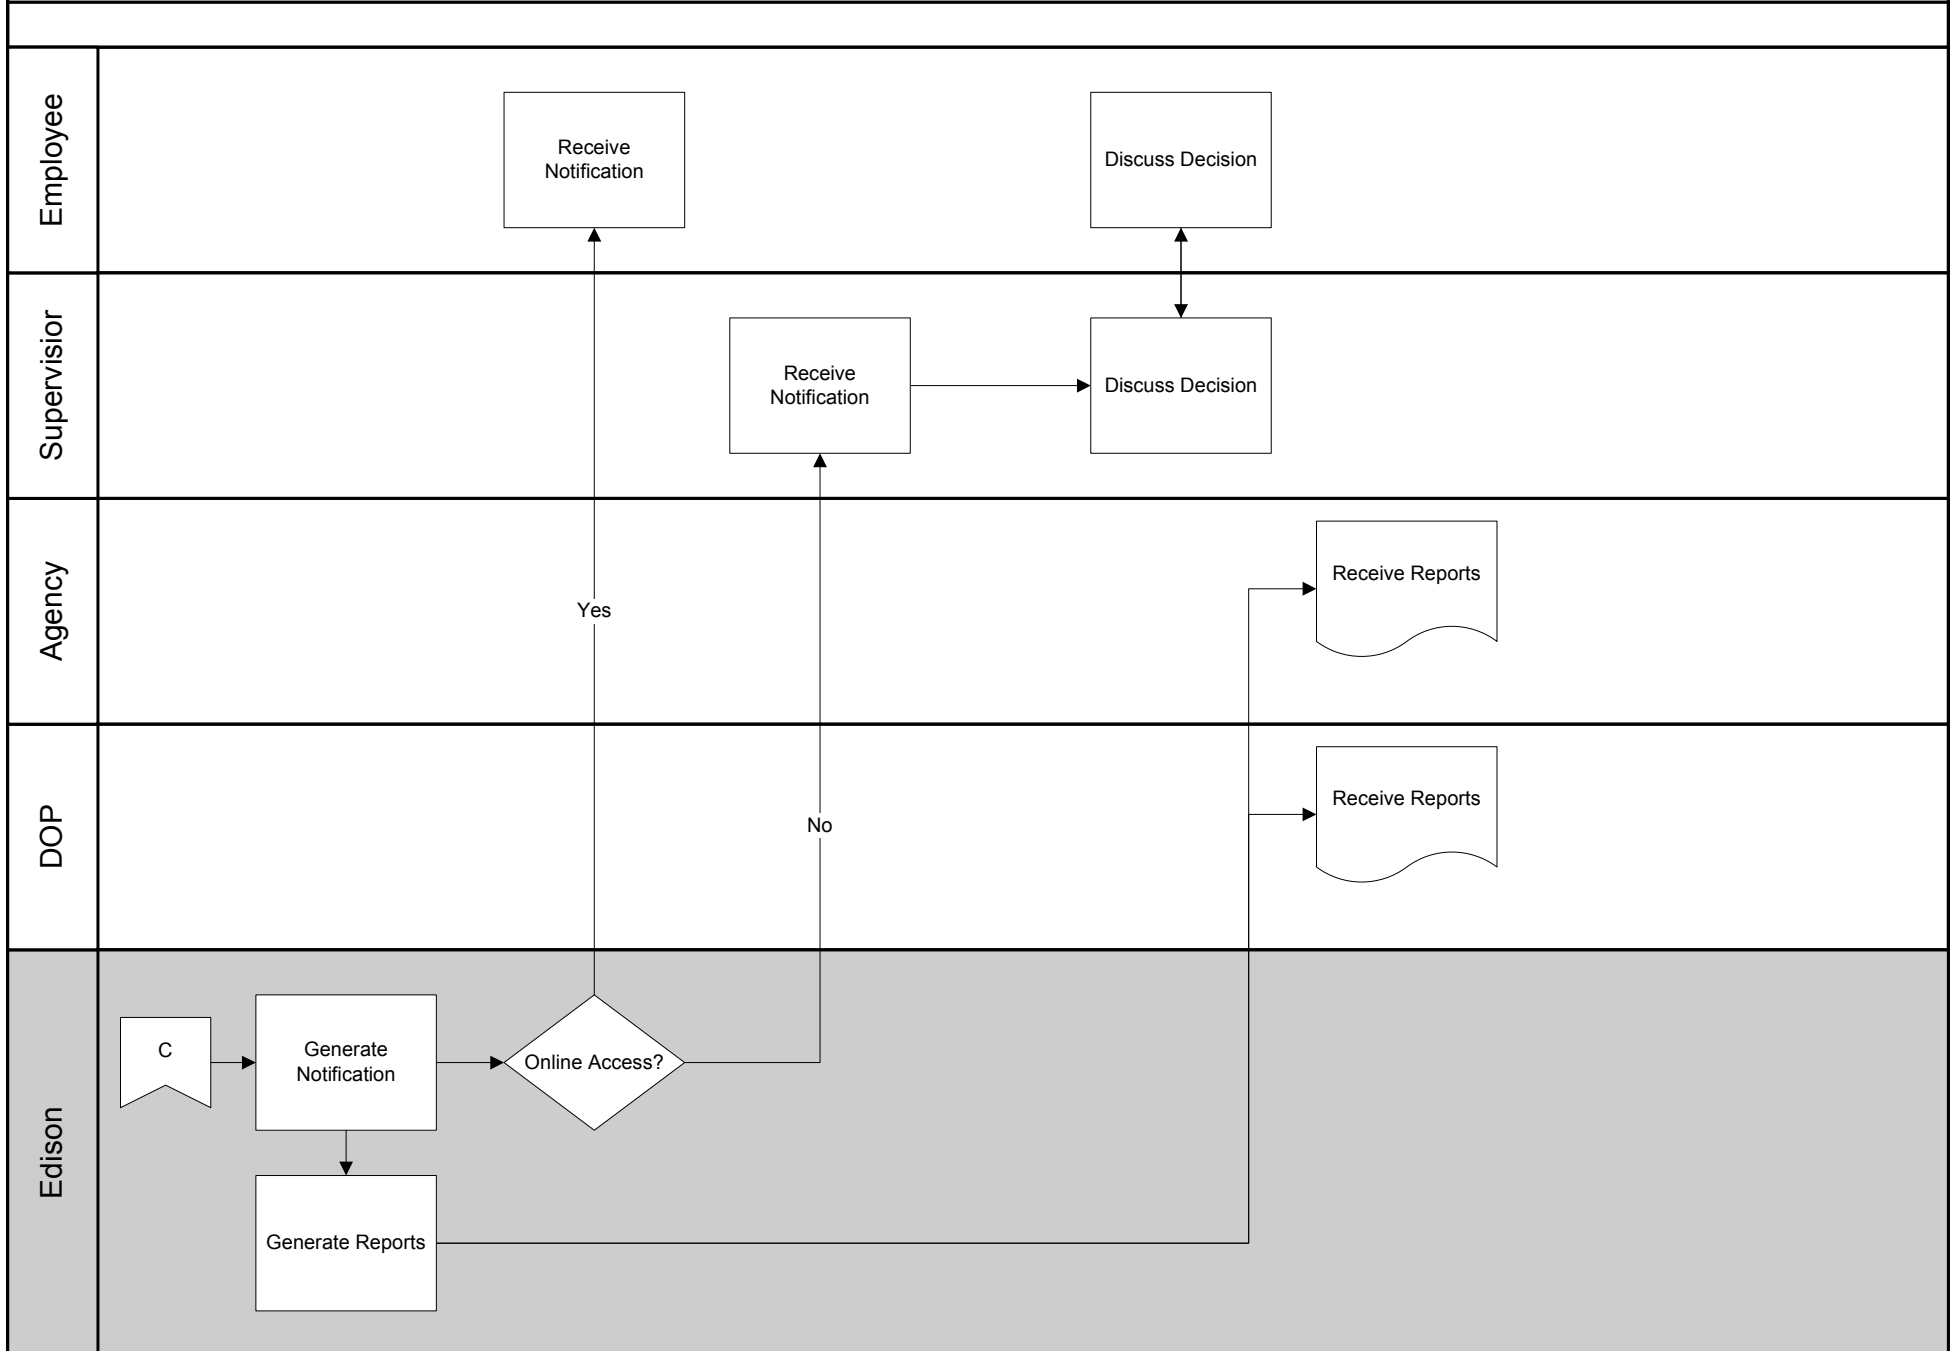 Employee
Receive
Notification
Discuss Decision
Supervisior
Receive
Notification
Discuss Decision
Agency
Yes
Receive Reports
DOP
No
Receive Reports
Edison
C
Generate
Notification
Online Access?
Generate Reports